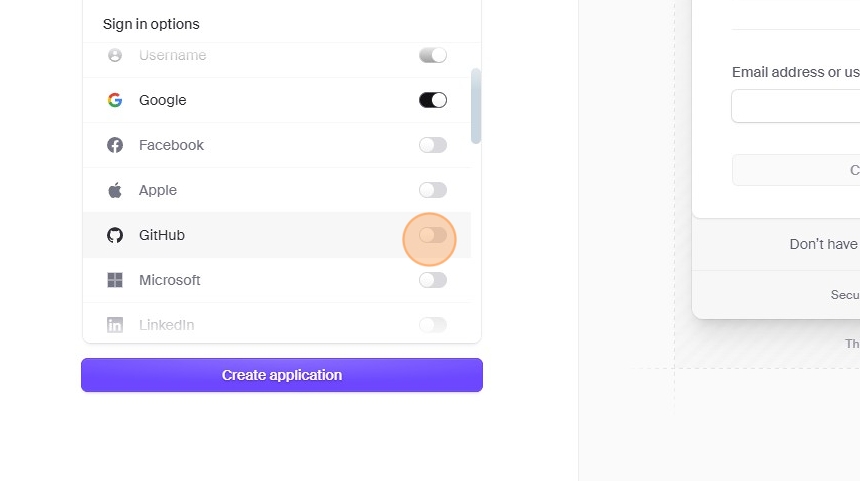 Sign in options
Username
Google
Facebook
Apple
GitHub
Microsoft
LinkedIn
Create application
Email address or us
C
Don't have
Secu
Th